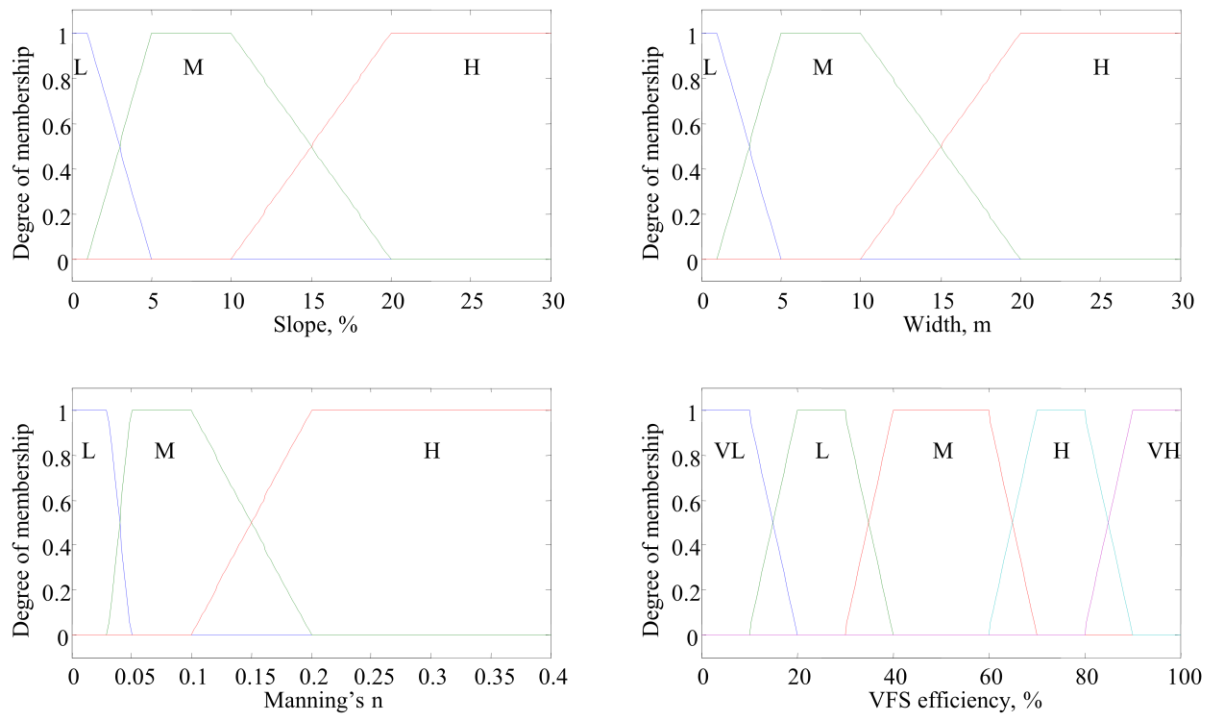 Degree of membership
1
0.8
0.6
0.4
0.2
0
L
M
H
0 5 10 15 20 25 30
Slope, %
Degree of membership
1
0.8
0.6
0.4
0.2
0
L
M
H
0 5 10 15 20 25 30
Width, m
Degree of membership
1
0.8
0.6
0.4
0.2
0
L
M
H
0 0.05 0.1 0.15 0.2 0.25 0.3 0.35 0.4
Manning's n
Degree of membership
1
0.8
0.6
0.4
0.2
0
VL
L
M
H
VH
0 20 40 60 80 100
VFS efficiency, %